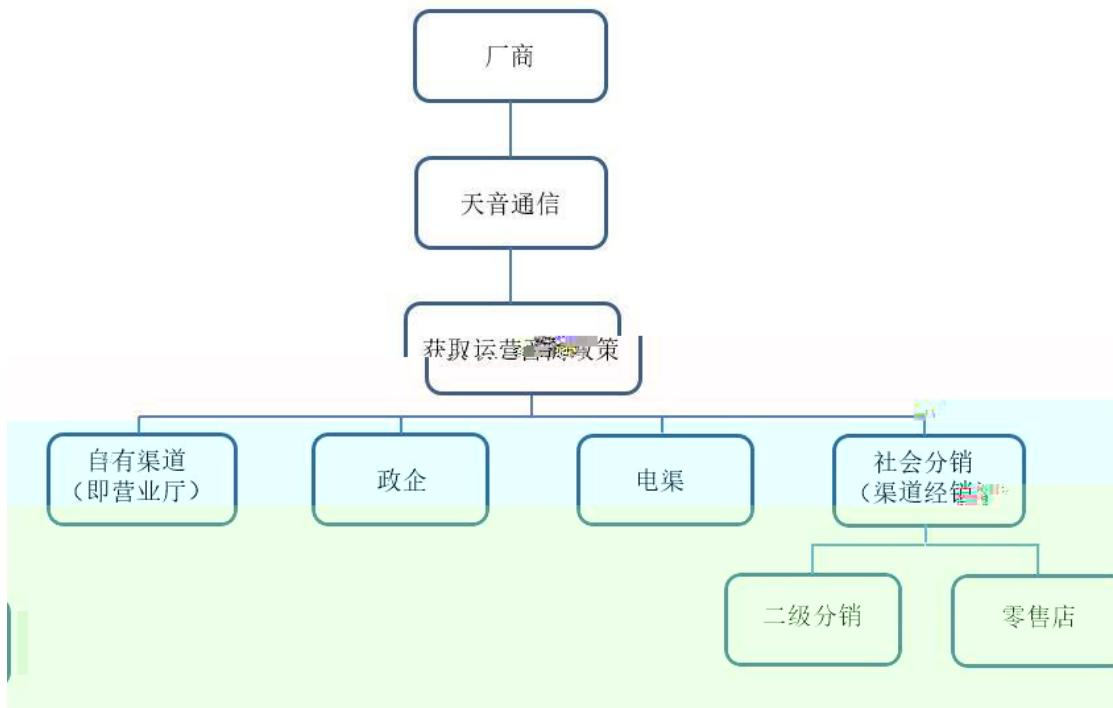 厂商
天音通信
获取运营
策
自有渠道
（即营业厅）
政企
电渠
社会分销
（渠道经销
二级分销
零售店